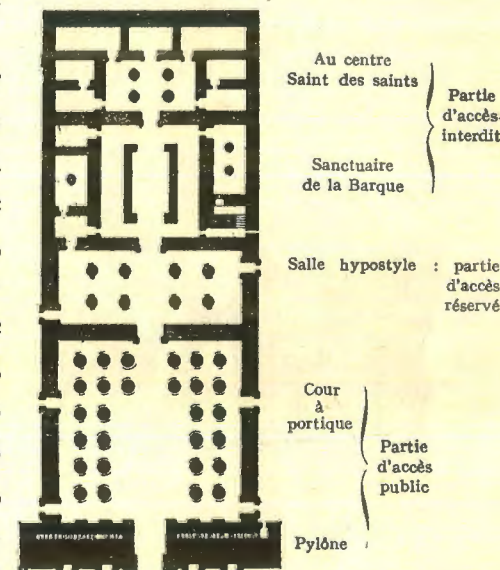 Au centre
Saint des saints
Partie
d'accès
interdit
Sanctuaire
de la Barque
Salle hypostyle : partie
d'accès
réservé
Cour
à
portique
Partie
d'accès
public
Pylône